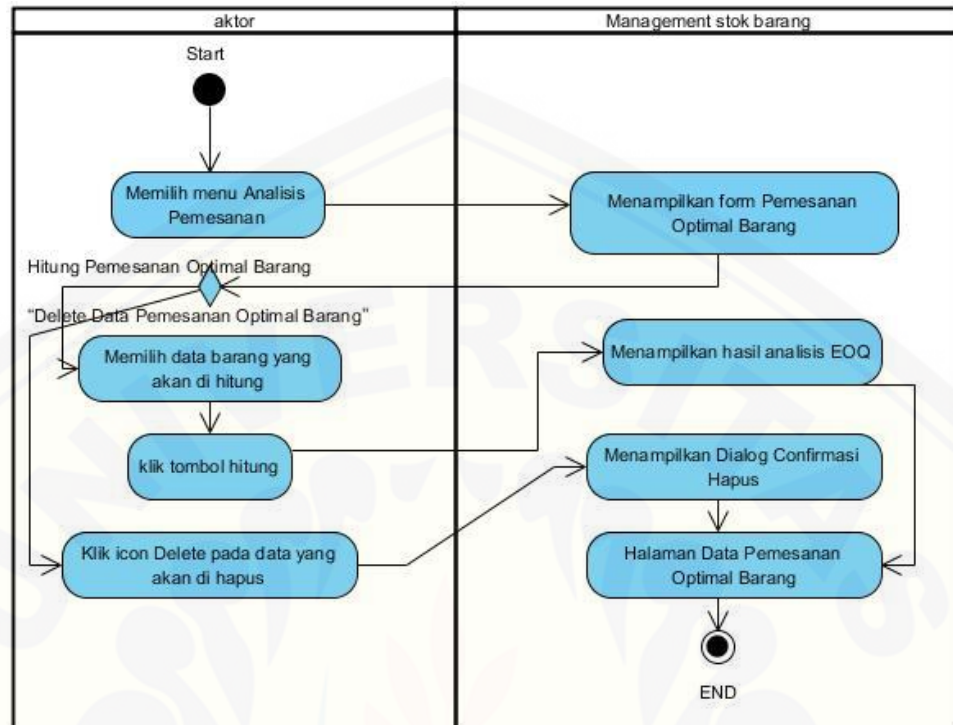 aktor
Management stok barang
Start
Memilih menu Analisis
Pemesanan
Menampilkan form Pemesanan
Optimal Barang
Hitung Pemesanan Optimal Barang
"Delete Data Pemesanan Optimal Barang"
Memilih data barang yang
akan di hitung
Menampilkan hasil analisis EOQ
klik tombol hitung
Menampilkan Dialog Confirmasi
Hapus
Klik icon Delete pada data yang
akan di hapus
Halaman Data Pemesanan
Optimal Barang
END
UNIVERSITAS